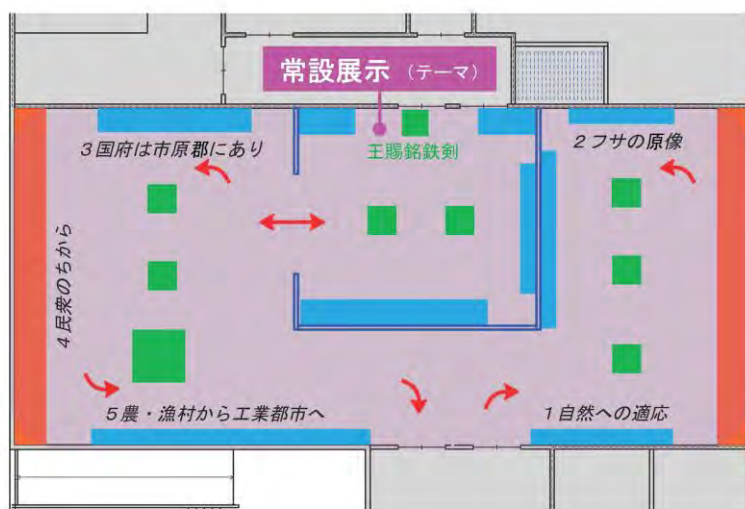 常設展示（テーマ）
3国府は市原郡にあり
王賜銘鉄剣
2フサの原像
4民衆のちから
5農・漁村から工業都市へ
1自然への適応